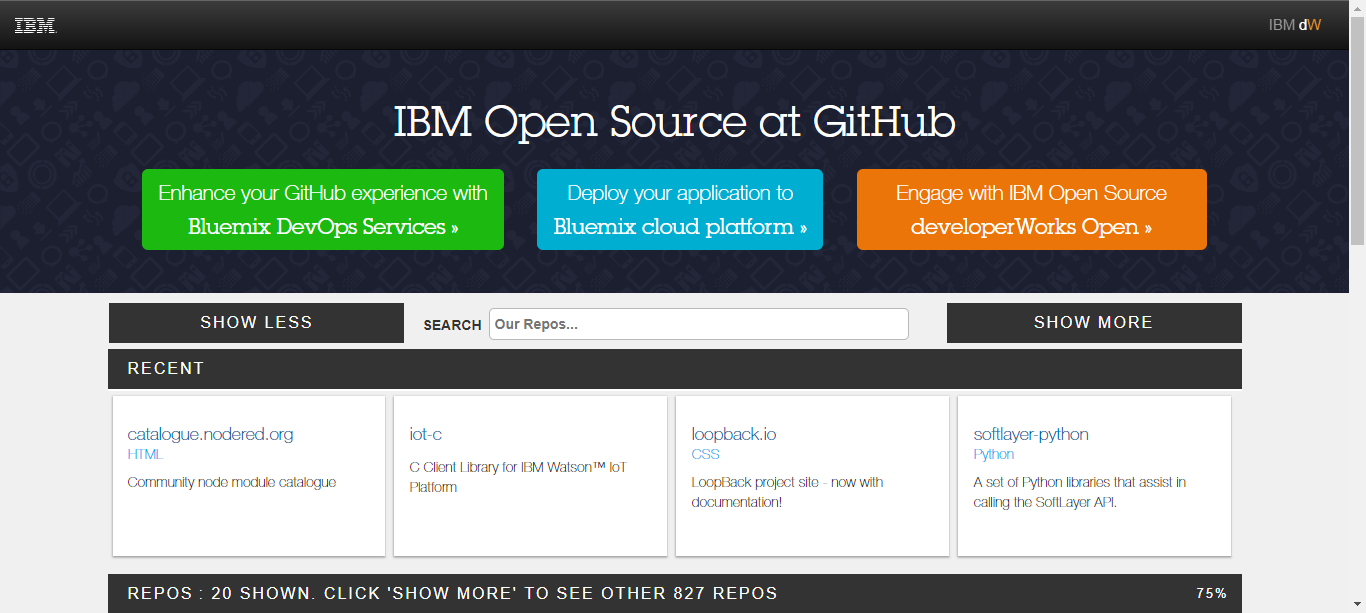 IBM
IBM dW
IBM Open Source at GitHub
Enhance your GitHub experience with
Bluemix DevOps Services »
Deploy your application to
Bluemix cloud platform »
Engage with IBM Open Source
developerWorks Open »
SHOW LESS
SEARCH Our Repos...
SHOW MORE
RECENT
catalogue.nodered.org
HTML
Community node module catalogue
iot-c
C Client Library for IBM Watson™ IoT
Platform
loopback.io
CSS
LoopBack project site - now with
documentation!
softlayer-python
Python
A set of Python libraries that assist in
calling the SoftLayer API.
REPOS : 20 SHOWN. CLICK 'SHOW MORE' TO SEE OTHER 827 REPOS 75%